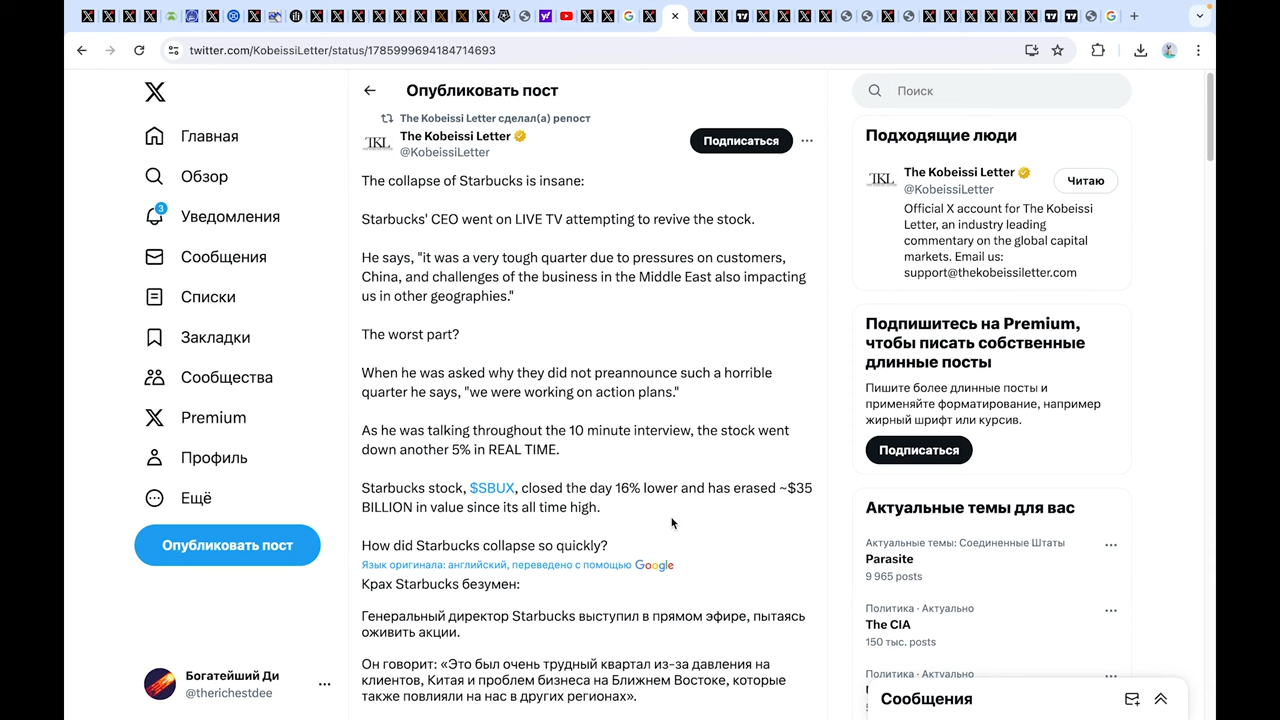 twitter.com/KobeissiLetter/status/1785999694184714693
Главная
Обзор
3
Уведомления
Сообщения
Списки
Закладки
Сообщества
Premium
Профиль
Ещё
Опубликовать пост
Богатейший Ди
@therichestdee
Опубликовать пост
The Kobeissi Letter сделал(а) репост
TKL
The Kobeissi Letter
@KobeissiLetter
Подписаться
The collapse of Starbucks is insane:
Starbucks' CEO went on LIVE TV attempting to revive the stock.
He says, "it was a very tough quarter due to pressures on customers,
China, and challenges of the business in the Middle East also impacting
us in other geographies."
The worst part?
When he was asked why they did not preannounce such a horrible
quarter he says, "we were working on action plans."
As he was talking throughout the 10 minute interview, the stock went
down another 5% in REAL TIME.
Starbucks stock, $SBUX, closed the day 16% lower and has erased ~$35
BILLION in value since its all time high.
How did Starbucks collapse so quickly?
Язык оригинала: английский, переведено с помощью Google
Крах Starbucks безумен:
Генеральный директор Starbucks выступил в прямом эфире, пытаясь
оживить акции.
Он говорит: «Это был очень трудный квартал из-за давления на
клиентов, Китая и проблем бизнеса на Ближнем Востоке, которые
также повлияли на нас в других регионах».
Поиск
Подходящие люди
TKL
The Kobeissi Letter
@KobeissiLetter
Читаю
Official X account for The Kobeissi
Letter, an industry leading
commentary on the global capital
markets. Email us:
support@thekobeissiletter.com
Подпишитесь на Premium,
чтобы писать собственные
длинные посты
Пишите более длинные посты и
применяйте форматирование, например
жирный шрифт или курсив.
Подписаться
Актуальные темы для вас
Актуальные темы: Соединенные Штаты
Parasite
9 965 posts
Политика · Актуально
The CIA
150 тыс. posts
Политика · Актуально
Сообщения